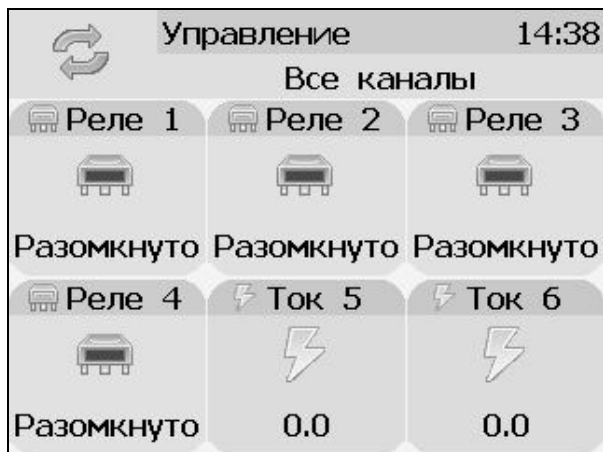 Управление 14:38
Все каналы
Реле 1 Реле 2 Реле 3
Разомкнуто Разомкнуто Разомкнуто
Реле 4 Ток 5 Ток 6
Разомкнуто 0.0 0.0